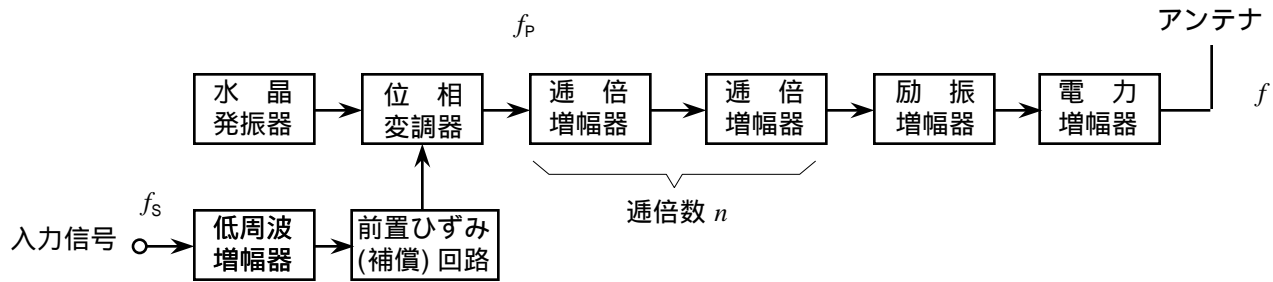 アンテナ
f_P
水 晶
発振器
位 相
変調器
逓 倍
増幅器
逓 倍
増幅器
励 振
増幅器
電 力
増幅器
f
逓倍数 n
f_S
入力信号
低周波
増幅器
前置ひずみ
(補償) 回路